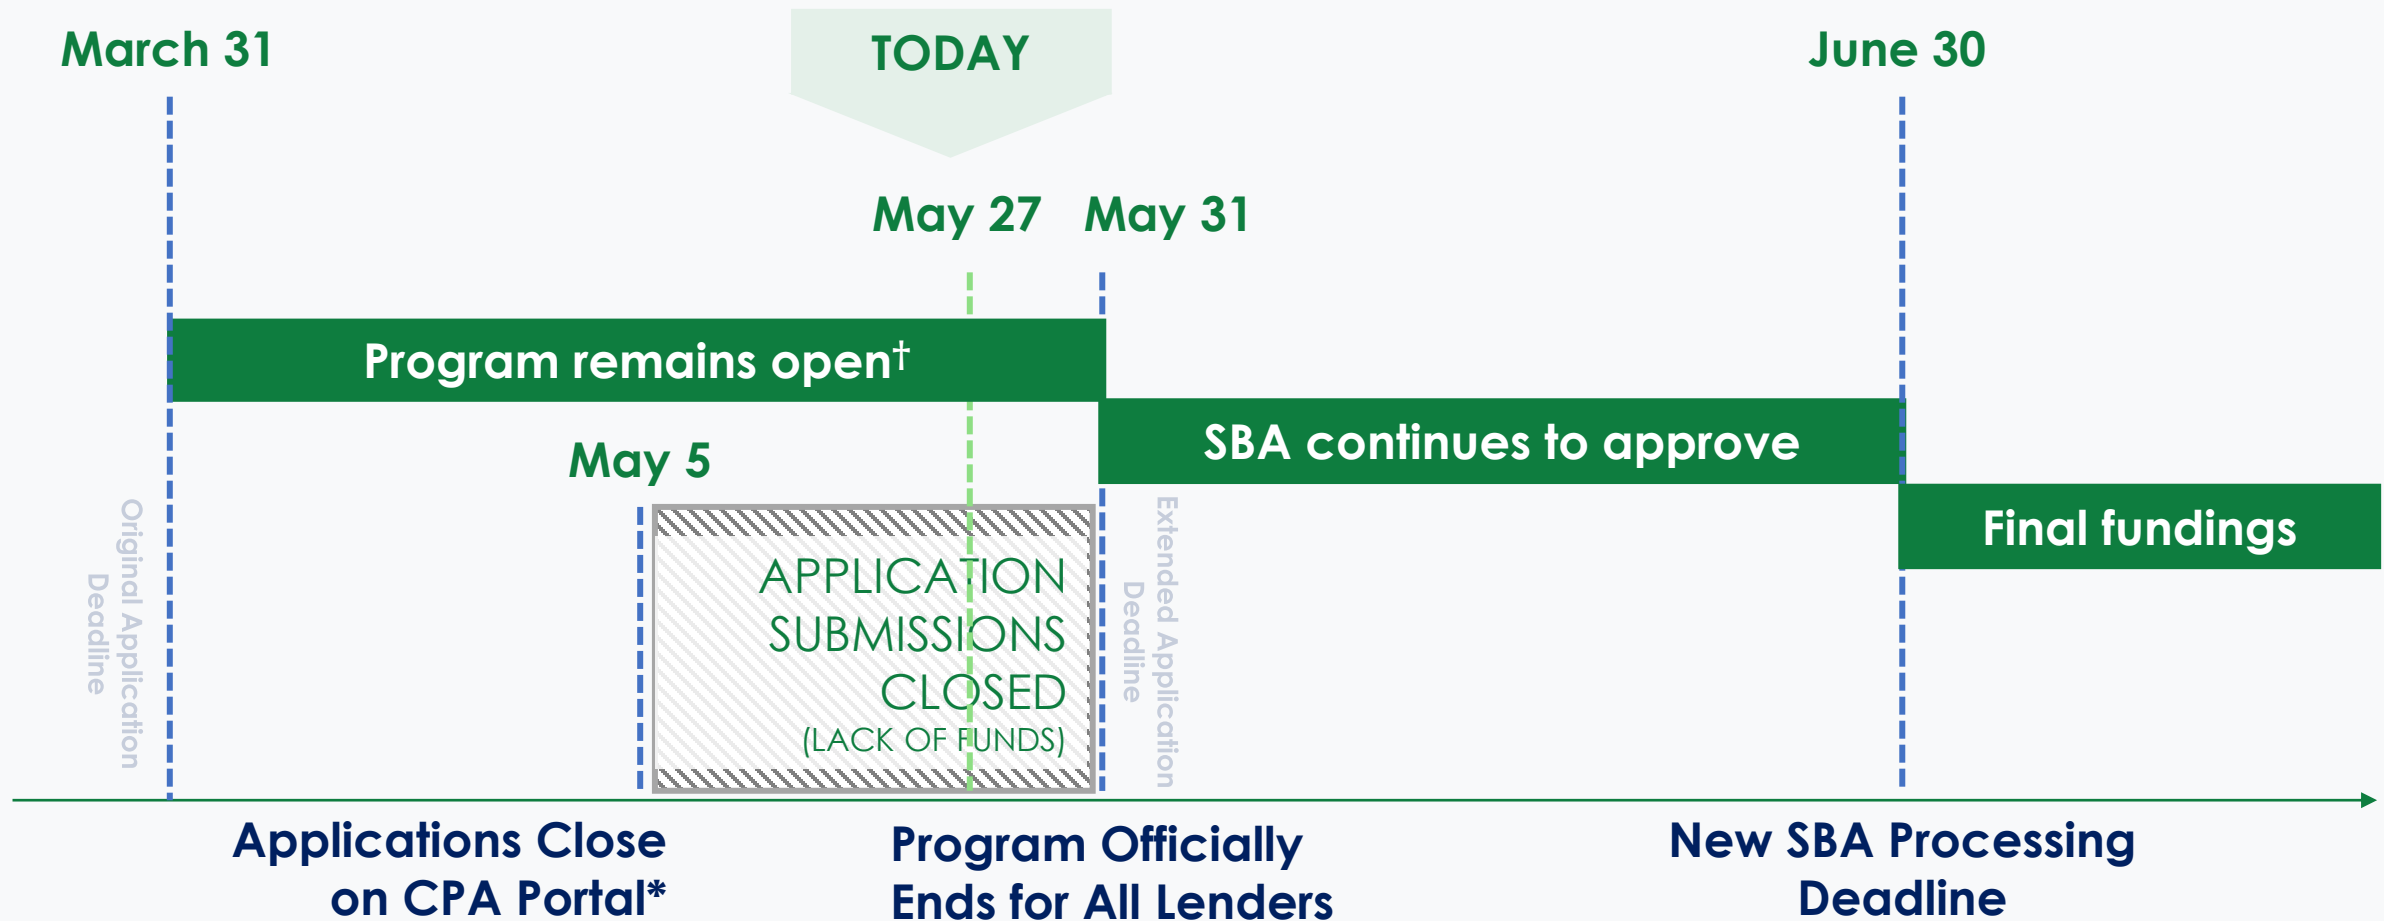 March 31
TODAY
June 30
May 27
May 31
Program remains open†
SBA continues to approve
May 5
Final fundings
Original Application
Deadline
APPLICATION
SUBMISSIONS
CLOSED
(LACK OF FUNDS)
Extended Application
Deadline
Applications Close
on CPA Portal*
Program Officially
Ends for All Lenders
New SBA Processing
Deadline